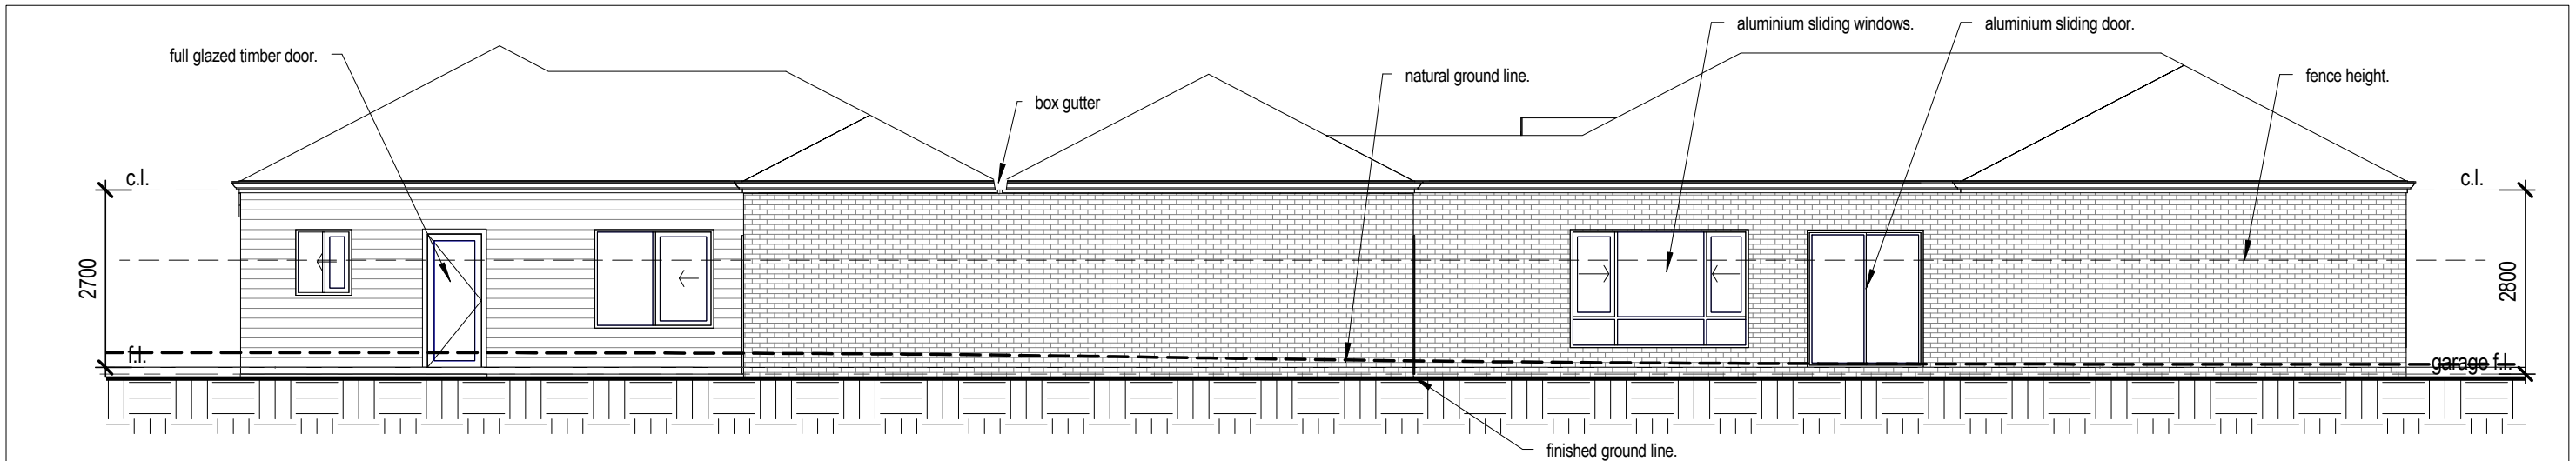 aluminium sliding windows.
aluminium sliding door.
full glazed timber door.
natural ground line.
fence height.
box gutter
c.l.
c.l.
2700
2800
f.l.
garage f.l.
finished ground line.